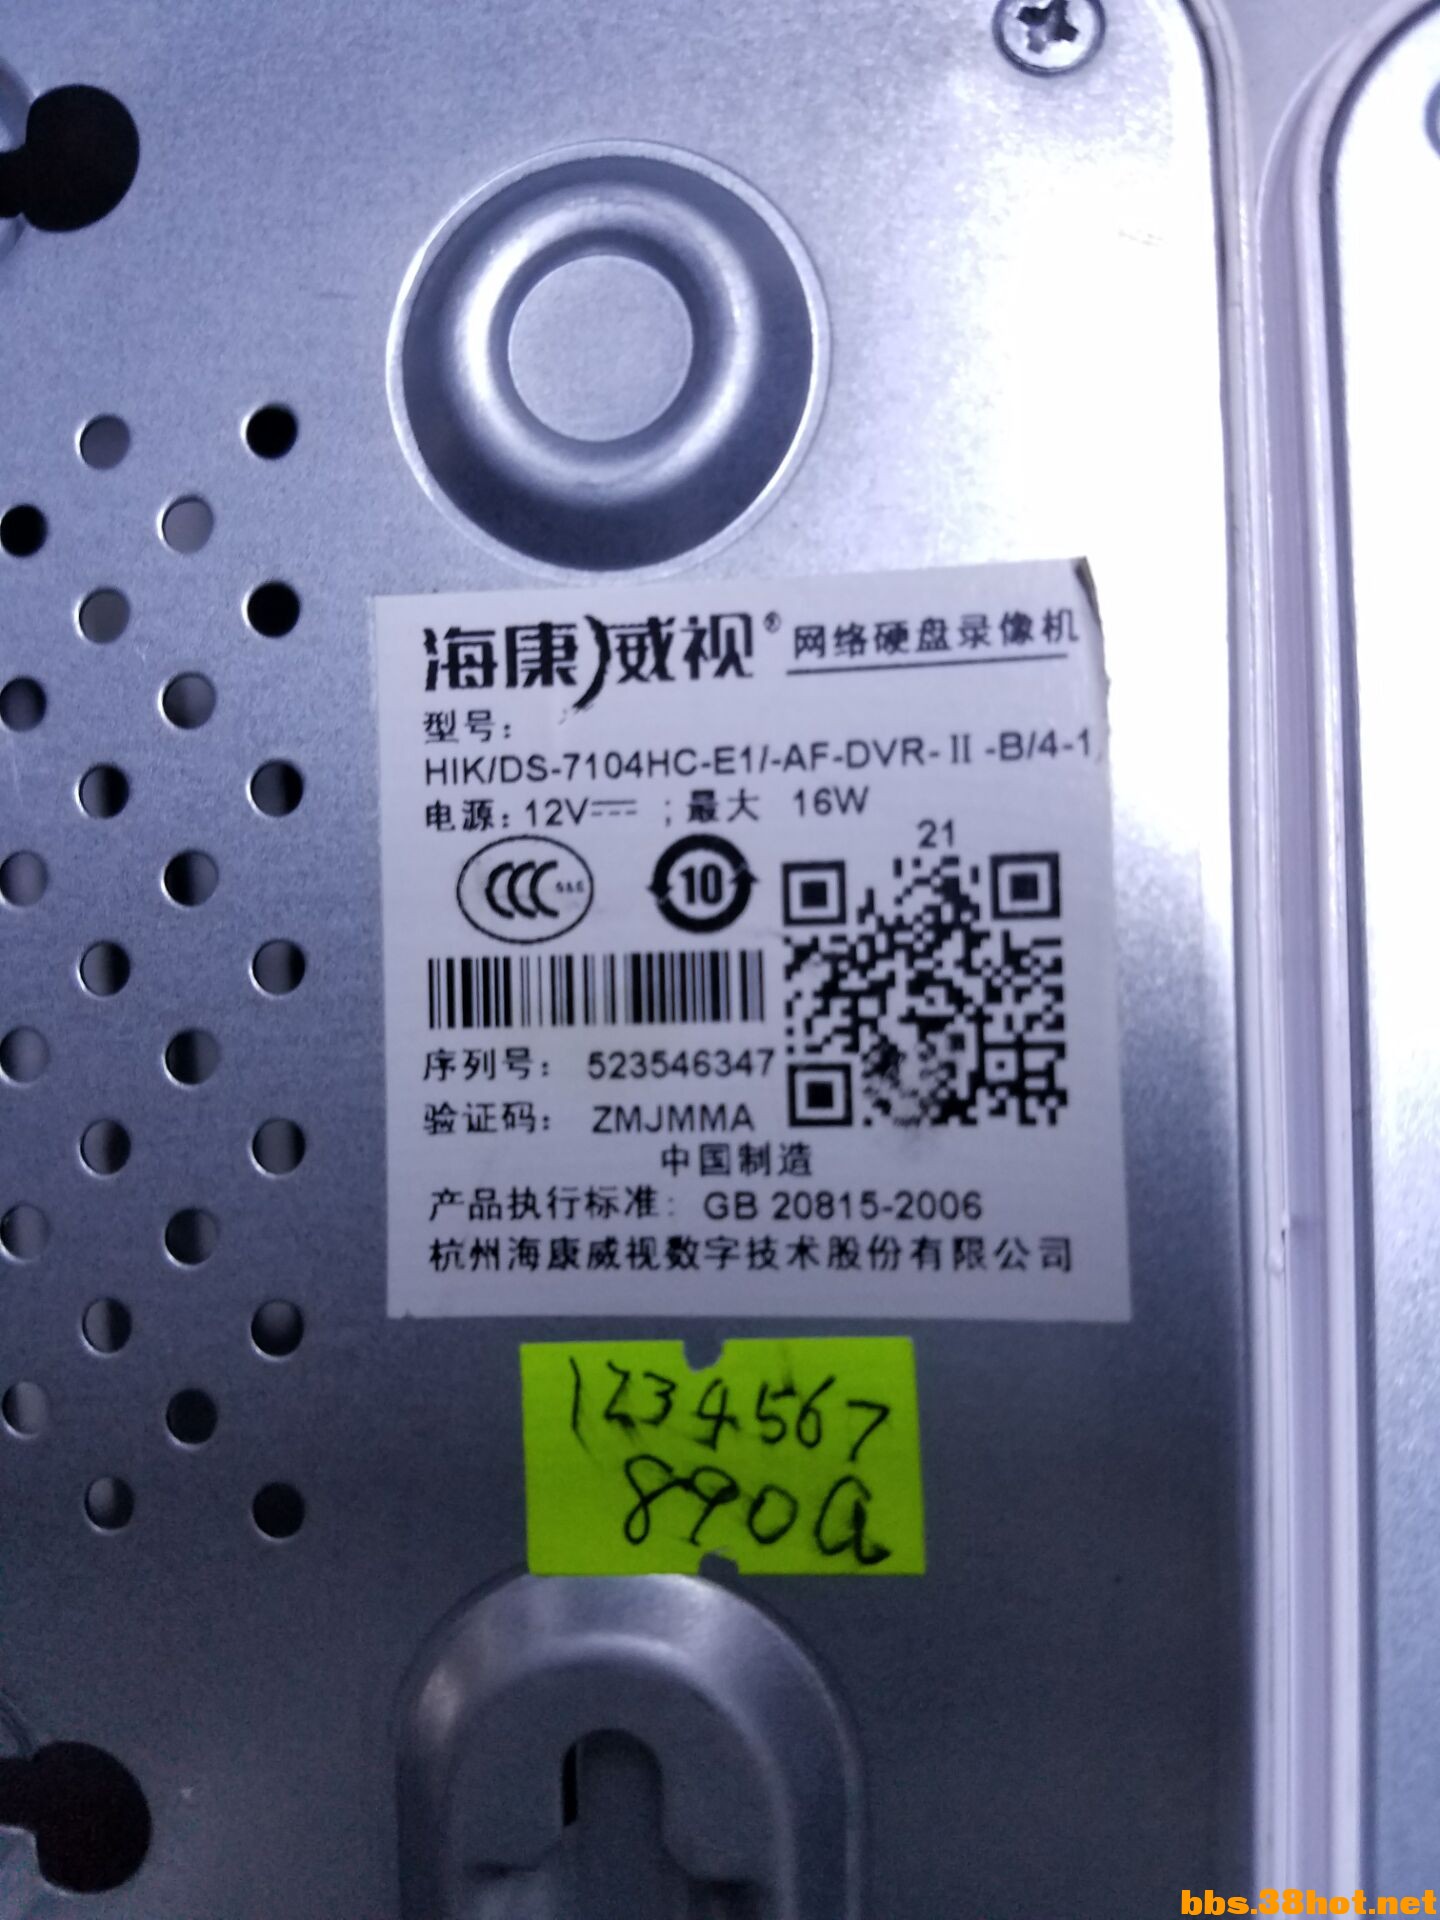 海康威视® 网络硬盘录像机
型号：
HIK/DS-7104HC-E1/-AF-DVR-II-B/4-1
电源：12V ；最大 16W
CCC S&E
10
21
序列号： 523546347
验证码： ZMJMMA
中国制造
产品执行标准： GB 20815-2006
杭州海康威视数字技术股份有限公司
1234567
890a
bbs.38hot.net